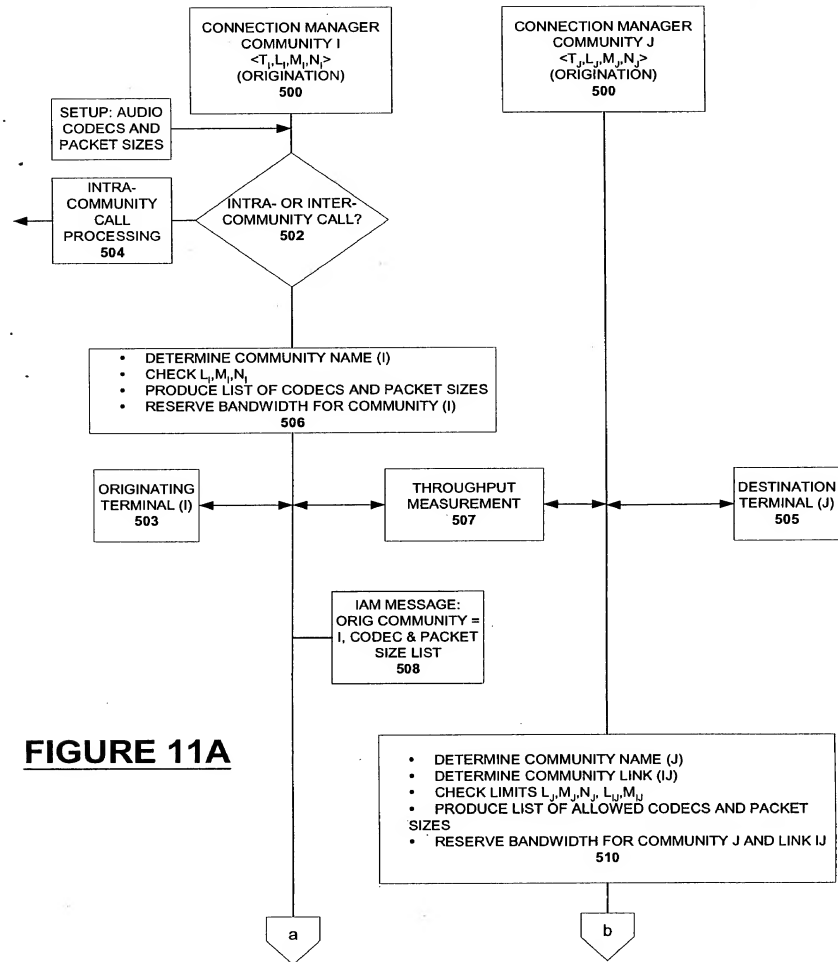 CONNECTION MANAGER
COMMUNITY I
<T_I,L_I,M_I,N_I>
(ORIGINATION)
500
CONNECTION MANAGER
COMMUNITY J
<T_J,L_J,M_J,N_J>
(ORIGINATION)
500
SETUP: AUDIO
CODECS AND
PACKET SIZES
INTRA-
COMMUNITY
CALL
PROCESSING
504
INTRA- OR INTER-
COMMUNITY CALL?
502
• DETERMINE COMMUNITY NAME (I)
• CHECK L_I,M_I,N_I
• PRODUCE LIST OF CODECS AND PACKET SIZES
• RESERVE BANDWIDTH FOR COMMUNITY (I)
506
ORIGINATING
TERMINAL (I)
503
THROUGHPUT
MEASUREMENT
507
DESTINATION
TERMINAL (J)
505
IAM MESSAGE:
ORIG COMMUNITY =
I, CODEC & PACKET
SIZE LIST
508
FIGURE 11A
• DETERMINE COMMUNITY NAME (J)
• DETERMINE COMMUNITY LINK (IJ)
• CHECK LIMITS L_J,M_J,N_J, L_IJ,M_IJ
• PRODUCE LIST OF ALLOWED CODECS AND PACKET
SIZES
• RESERVE BANDWIDTH FOR COMMUNITY J AND LINK IJ
510
a
b